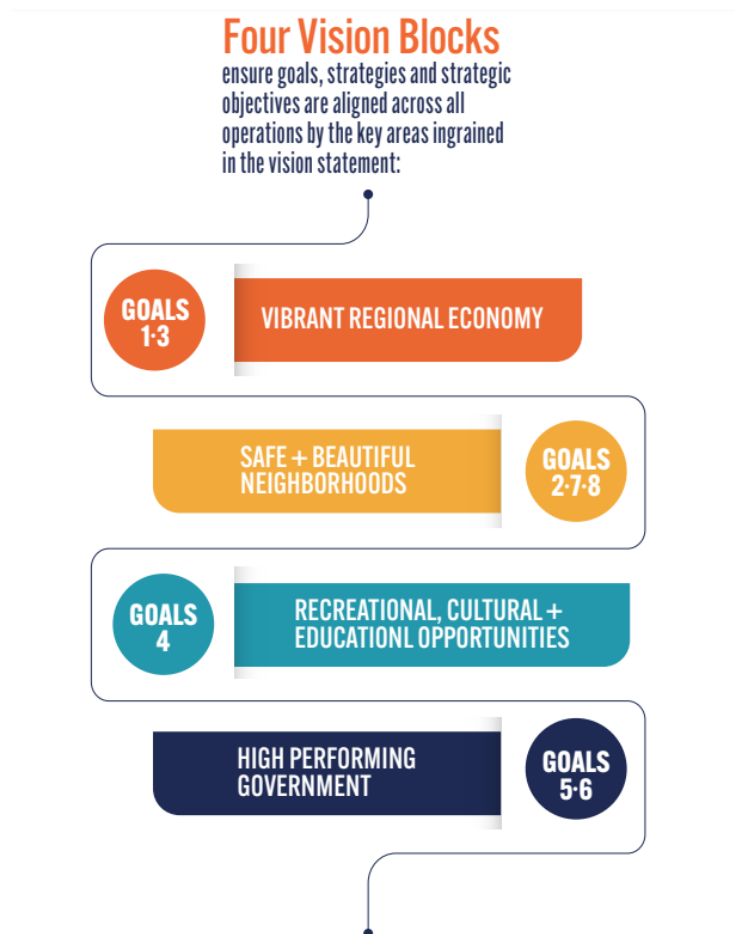 Four Vision Blocks
ensure goals, strategies and strategic
objectives are aligned across all
operations by the key areas ingrained
in the vision statement:
GOALS
1·3
VIBRANT REGIONAL ECONOMY
SAFE + BEAUTIFUL
NEIGHBORHOODS
GOALS
2·7·8
GOALS
4
RECREATIONAL, CULTURAL +
EDUCATIONL OPPORTUNITIES
HIGH PERFORMING
GOVERNMENT
GOALS
5·6